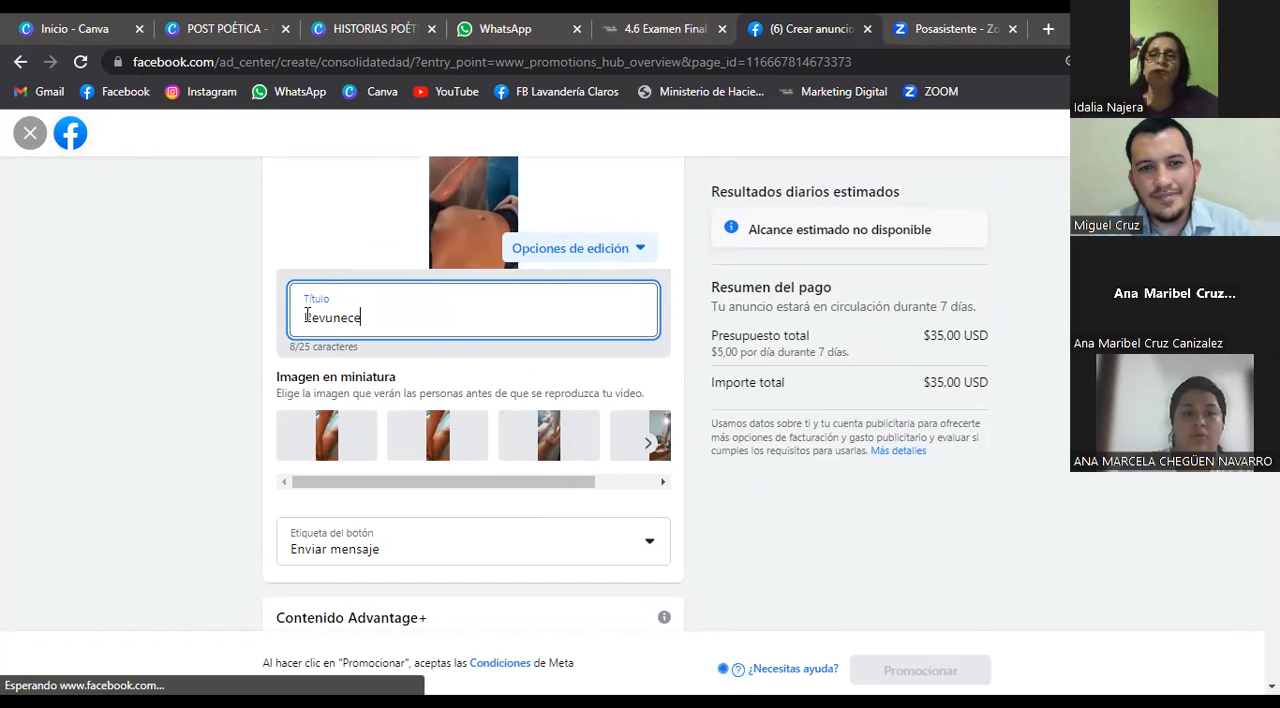 Inicio - Canva
POST POÉTICA -
HISTORIAS POÉT
WhatsApp
4.6 Examen Final
(6) Crear anuncio
Posasistente - Zo
facebook.com/ad_center/create/consolidatedad/?entry_point=www_promotions_hub_overview&page_id=116667814673373
Gmail
Facebook
Instagram
WhatsApp
Canva
YouTube
FB Lavandería Claros
Ministerio de Hacie...
Marketing Digital
ZOOM
Opciones de edición
Título
8/25 caracteres
Imagen en miniatura
Elige la imagen que verán las personas antes de que se reproduzca tu video.
Etiqueta del botón
Enviar mensaje
Contenido Advantage+
Al hacer clic en "Promocionar", aceptas las Condiciones de Meta
¿Necesitas ayuda?
Promocionar
Esperando www.facebook.com...
Resultados diarios estimados
Alcance estimado no disponible
Resumen del pago
Tu anuncio estará en circulación durante 7 días.
Presupuesto total $35,00 USD
$5,00 por día durante 7 días.
Importe total $35,00 USD
Usamos datos sobre ti y tu cuenta publicitaria para ofrecerte
más opciones de facturación y gasto publicitario y evaluar si
cumples los requisitos para usarlas. Más detalles
Idalia Najera
Miguel Cruz
Ana Maribel Cruz...
Ana Maribel Cruz Canizalez
ANA MARCELA CHEGÜEN NAVARRO